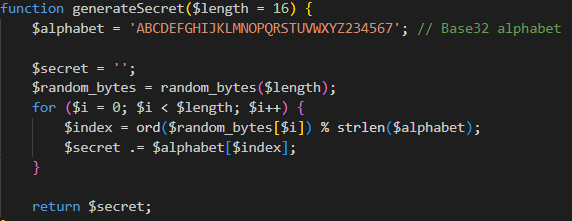 function generateSecret($length = 16) {
    $alphabet = 'ABCDEFGHIJKLMNOPQRSTUVWXYZ234567'; // Base32 alphabet

    $secret = '';
    $random_bytes = random_bytes($length);
    for ($i = 0; $i < $length; $i++) {
        $index = ord($random_bytes[$i]) % strlen($alphabet);
        $secret .= $alphabet[$index];
    }

    return $secret;